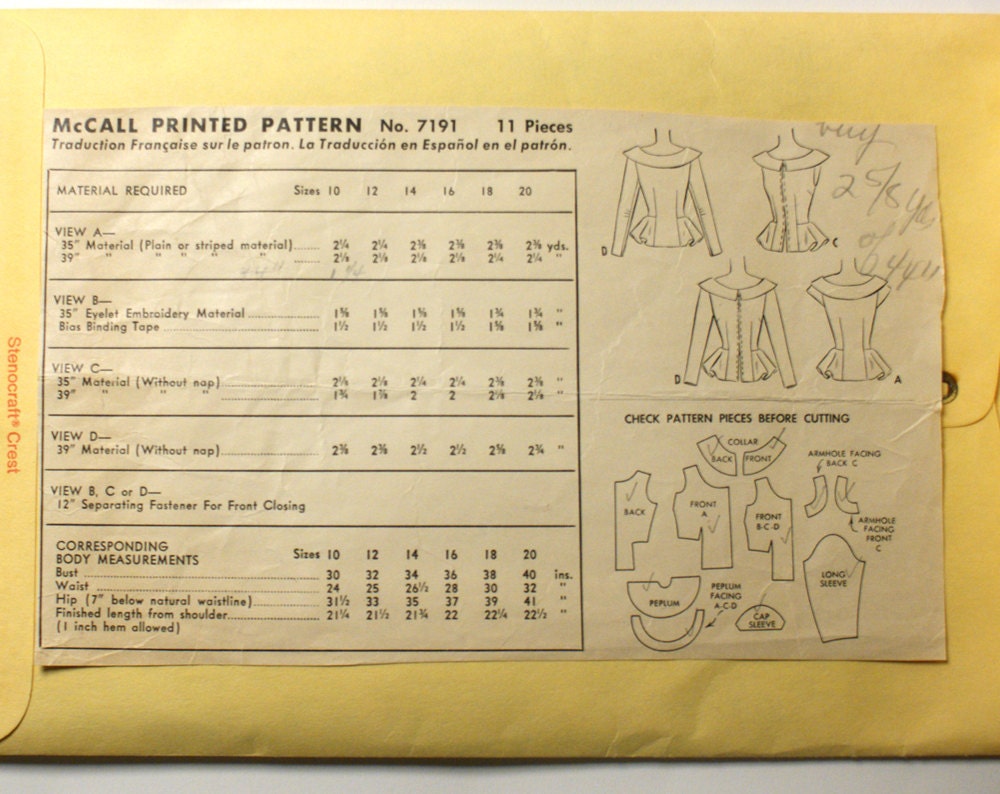 McCALL PRINTED PATTERN No. 7191 11 Pieces
Traduction Française sur le patron. La Traducción en Español en el patrón.
MATERIAL REQUIRED Sizes 10 12 14 16 18 20
VIEW A—
35" Material (Plain or striped material) 2¼ 2¼ 2⅜ 2⅜ 2⅜ 2⅜ yds.
39" " " " " " 2⅛ 2⅛ 2⅛ 2⅛ 2¼ 2¼ "
VIEW B—
35" Eyelet Embroidery Material 1⅝ 1⅝ 1⅝ 1⅝ 1¾ 1¾ "
Bias Binding Tape 1½ 1½ 1½ 1½ 1⅝ 1⅝ "
VIEW C—
35" Material (Without nap) 2⅛ 2⅛ 2¼ 2¼ 2⅜ 2⅜ "
39" " " " 1¾ 1⅞ 2 2 2⅛ 2⅛ "
VIEW D—
39" Material (Without nap) 2⅜ 2⅜ 2½ 2½ 2⅝ 2¾ "
VIEW B, C or D—
12" Separating Fastener For Front Closing
CORRESPONDING
BODY MEASUREMENTS Sizes 10 12 14 16 18 20
Bust 30 32 34 36 38 40 ins.
Waist 24 25 26½ 28 30 32 "
Hip (7" below natural waistline) 31½ 33 35 37 39 41 "
Finished length from shoulder 21¼ 21½ 21¾ 22 22¼ 22½ "
(1 inch hem allowed)
2 5/8 yds
of
D
C
D
A
CHECK PATTERN PIECES BEFORE CUTTING
COLLAR
BACK FRONT
ARMHOLE FACING
BACK C
BACK
FRONT
A
FRONT
B-C-D
ARMHOLE
FACING
FRONT
C
PEPLUM
PEPLUM
FACING
A-C-D
CAP
SLEEVE
LONG
SLEEVE
Stenocraft® Crest